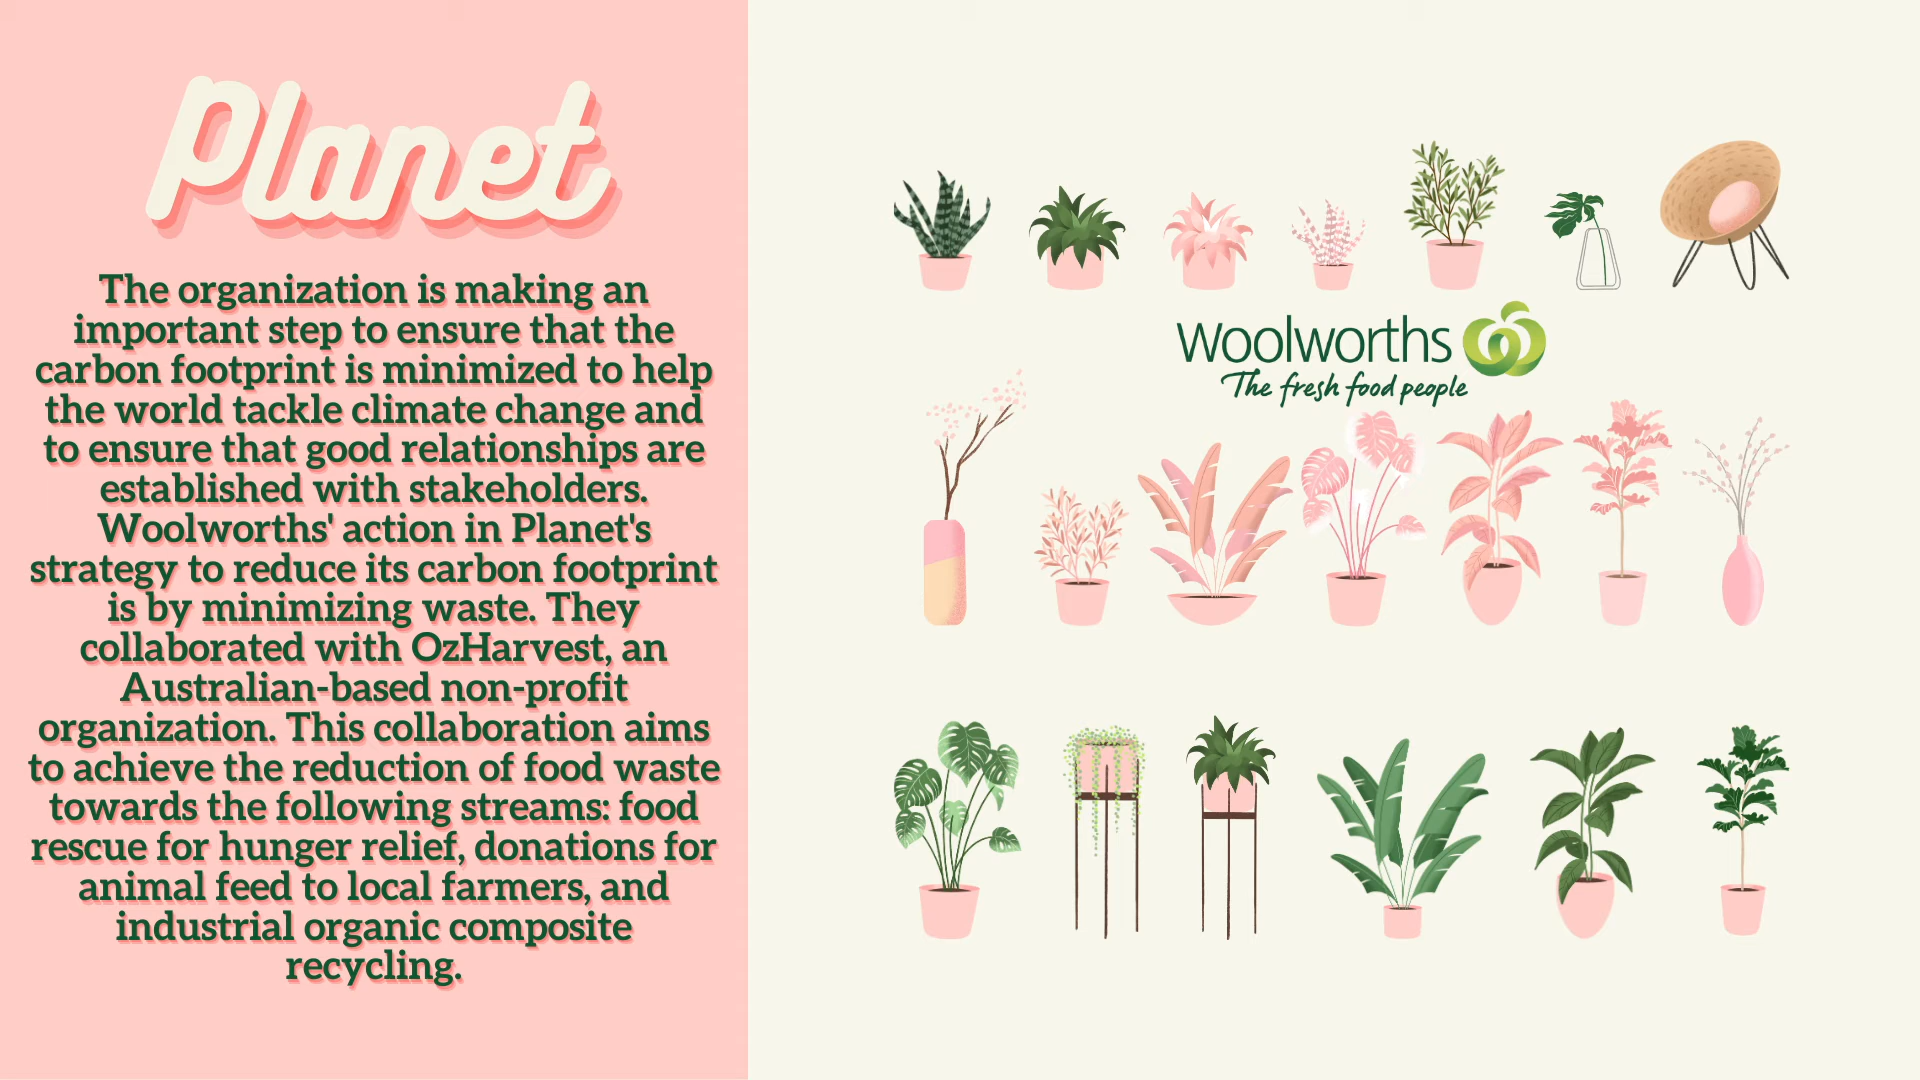 Planet
The organization is making an
important step to ensure that the
carbon footprint is minimized to help
the world tackle climate change and
to ensure that good relationships are
established with stakeholders.
Woolworths' action in Planet's
strategy to reduce its carbon footprint
is by minimizing waste. They
collaborated with OzHarvest, an
Australian-based non-profit
organization. This collaboration aims
to achieve the reduction of food waste
towards the following streams: food
rescue for hunger relief, donations for
animal feed to local farmers, and
industrial organic composite
recycling.
Woolworths
The fresh food people